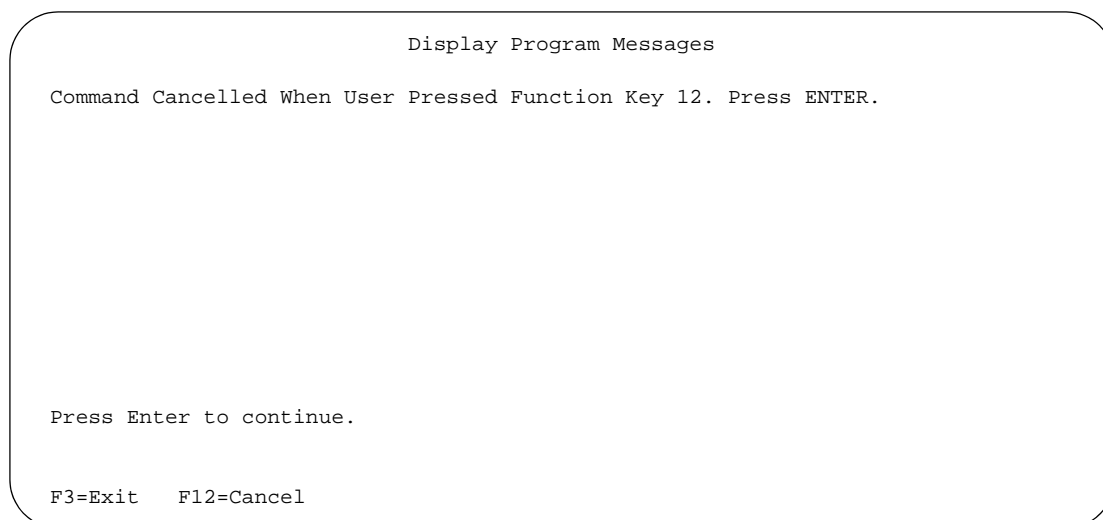 Display Program Messages
Command Cancelled When User Pressed Function Key 12. Press ENTER.
Press Enter to continue.
F3=Exit F12=Cancel